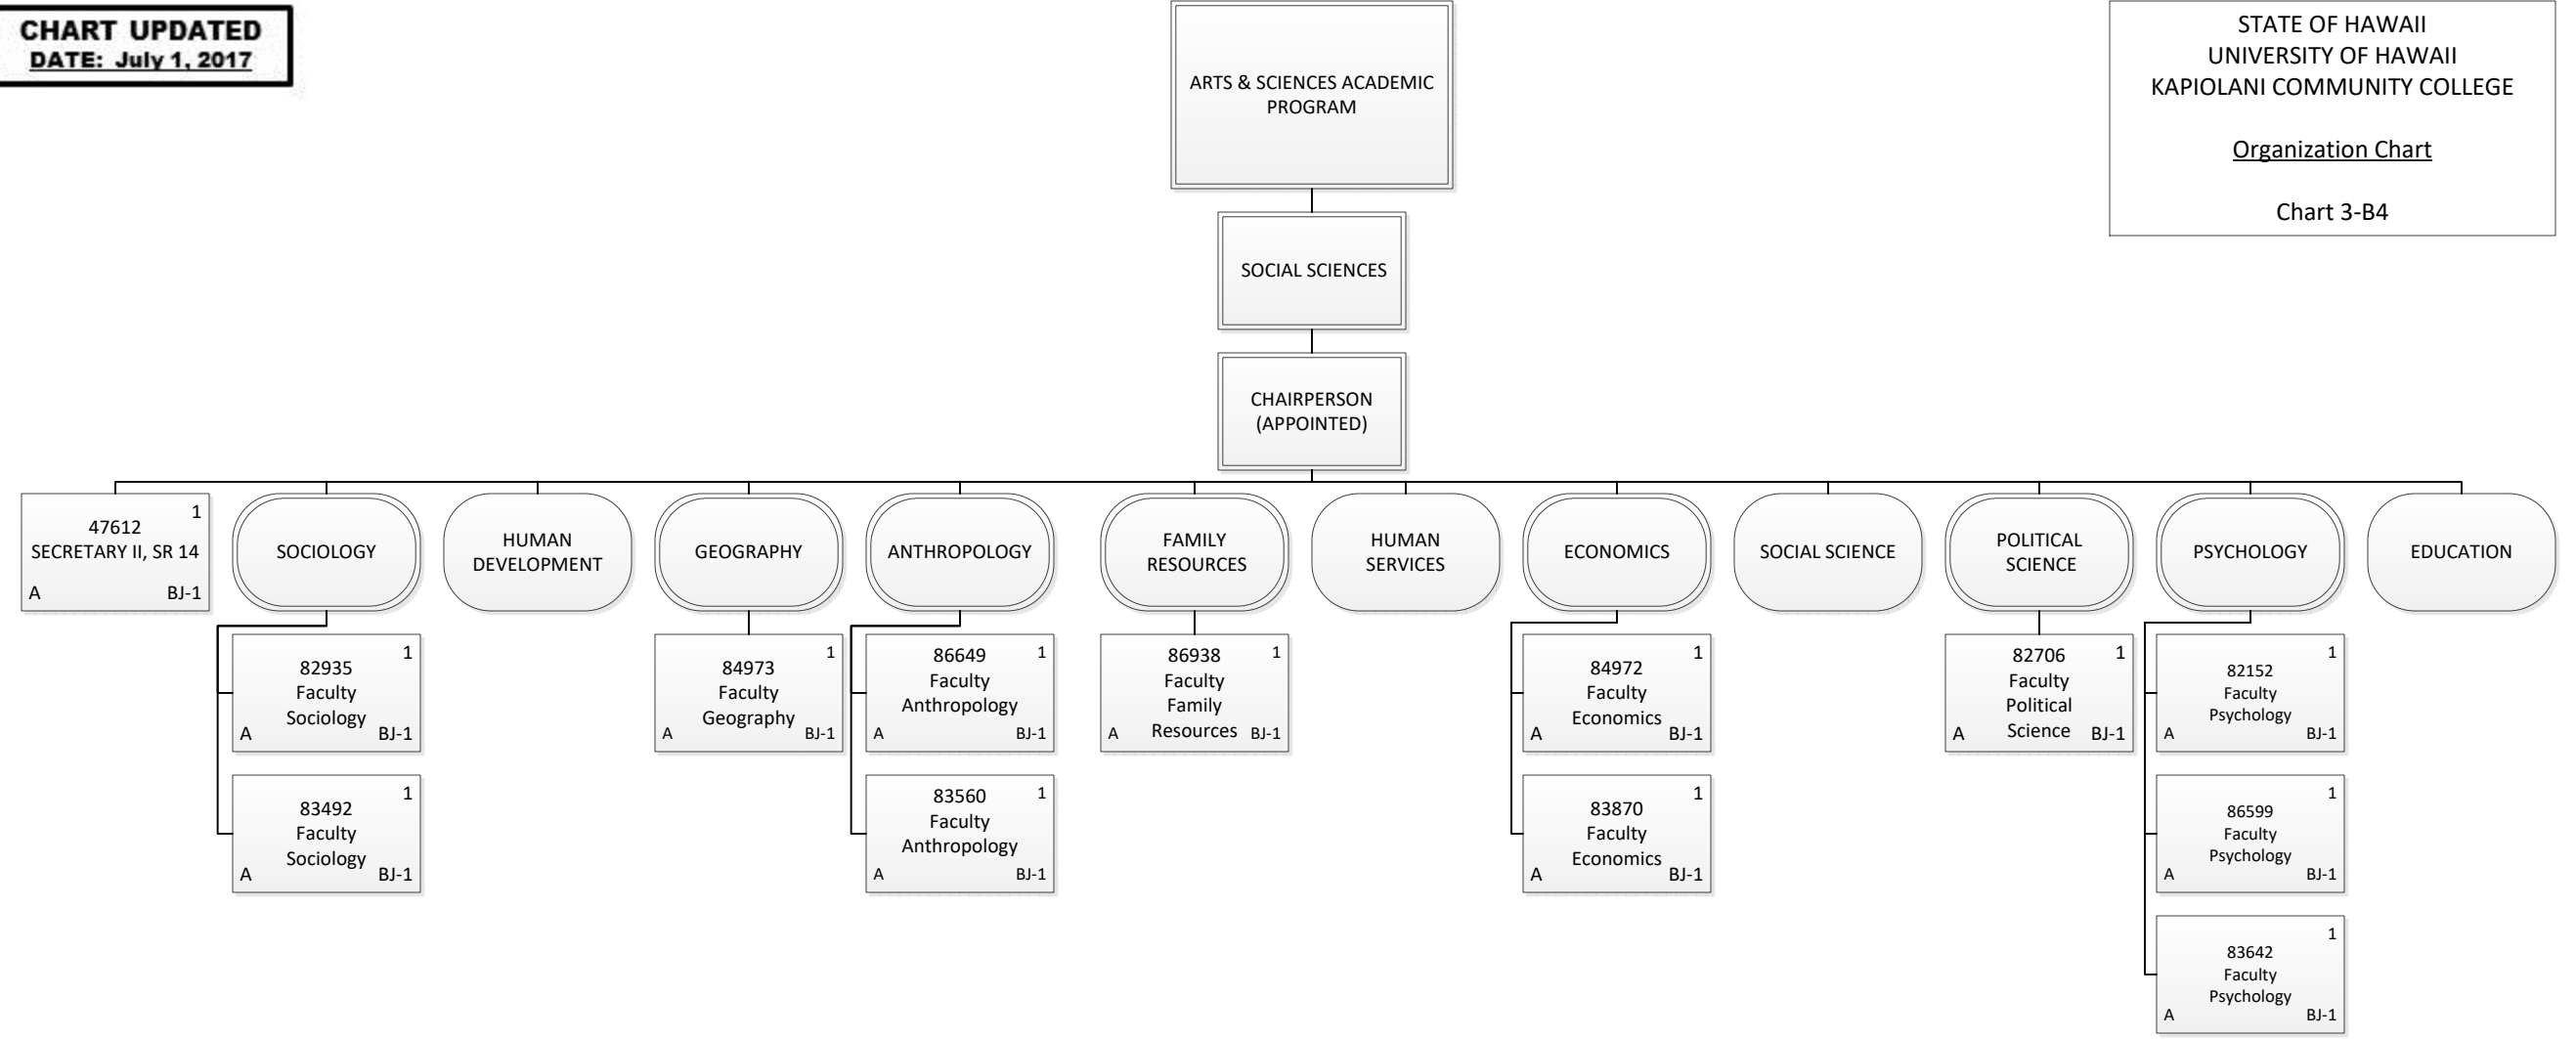 CHART UPDATED
DATE: July 1, 2017
ARTS & SCIENCES ACADEMIC
PROGRAM
STATE OF HAWAII
UNIVERSITY OF HAWAII
KAPIOLANI COMMUNITY COLLEGE
Organization Chart
Chart 3-B4
SOCIAL SCIENCES
CHAIRPERSON
(APPOINTED)
1
47612
SECRETARY II, SR 14
A BJ-1
SOCIOLOGY
HUMAN
DEVELOPMENT
GEOGRAPHY
ANTHROPOLOGY
FAMILY
RESOURCES
HUMAN
SERVICES
ECONOMICS
SOCIAL SCIENCE
POLITICAL
SCIENCE
PSYCHOLOGY
EDUCATION
1
82935
Faculty
Sociology
A BJ-1
1
83492
Faculty
Sociology
A BJ-1
1
84973
Faculty
Geography
A BJ-1
86649 1
Faculty
Anthropology
A BJ-1
83560 1
Faculty
Anthropology
A BJ-1
86938 1
Faculty
Family
Resources
A BJ-1
1
84972
Faculty
Economics
A BJ-1
1
83870
Faculty
Economics
A BJ-1
82706 1
Faculty
Political
Science
A BJ-1
1
82152
Faculty
Psychology
A BJ-1
1
86599
Faculty
Psychology
A BJ-1
1
83642
Faculty
Psychology
A BJ-1